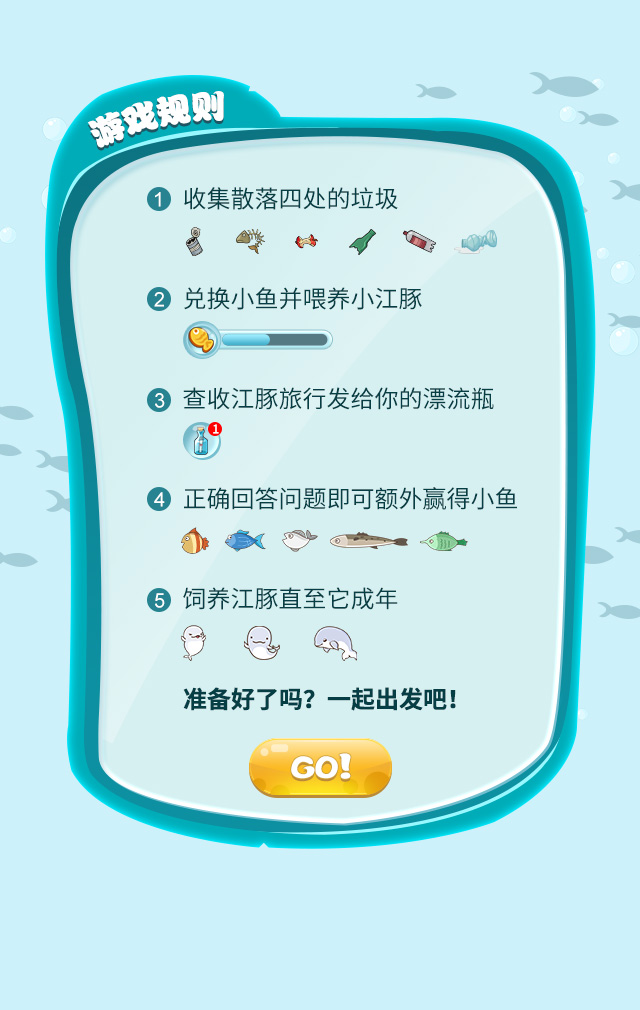 游戏规则
1 收集散落四处的垃圾
2 兑换小鱼并喂养小江豚
3 查收江豚旅行发给你的漂流瓶
1
4 正确回答问题即可额外赢得小鱼
5 饲养江豚直至它成年
准备好了吗？一起出发吧！
GO!